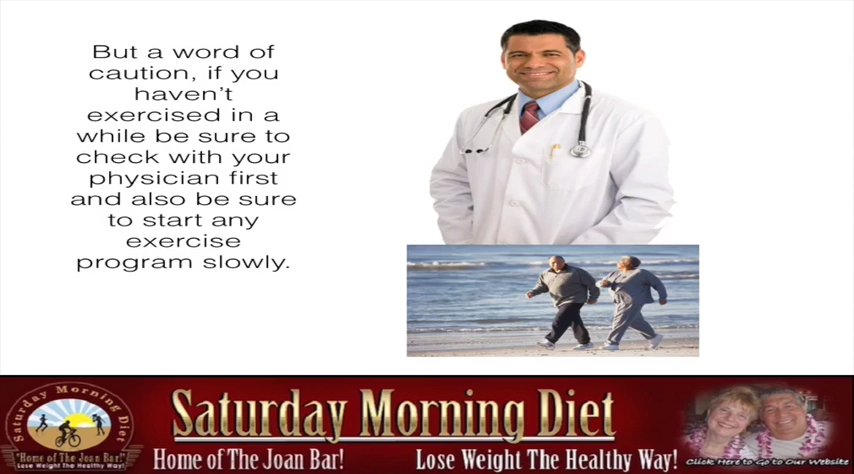 But a word of
caution, if you
haven't
exercised in a
while be sure to
check with your
physician first
and also be sure
to start any
exercise
program slowly.
Saturday Morning Diet
"Home of The Joan Bar!"
Lose Weight The Healthy Way!
Saturday Morning Diet
Home of The Joan Bar!
Lose Weight The Healthy Way!
Click Here to Go to Our Website